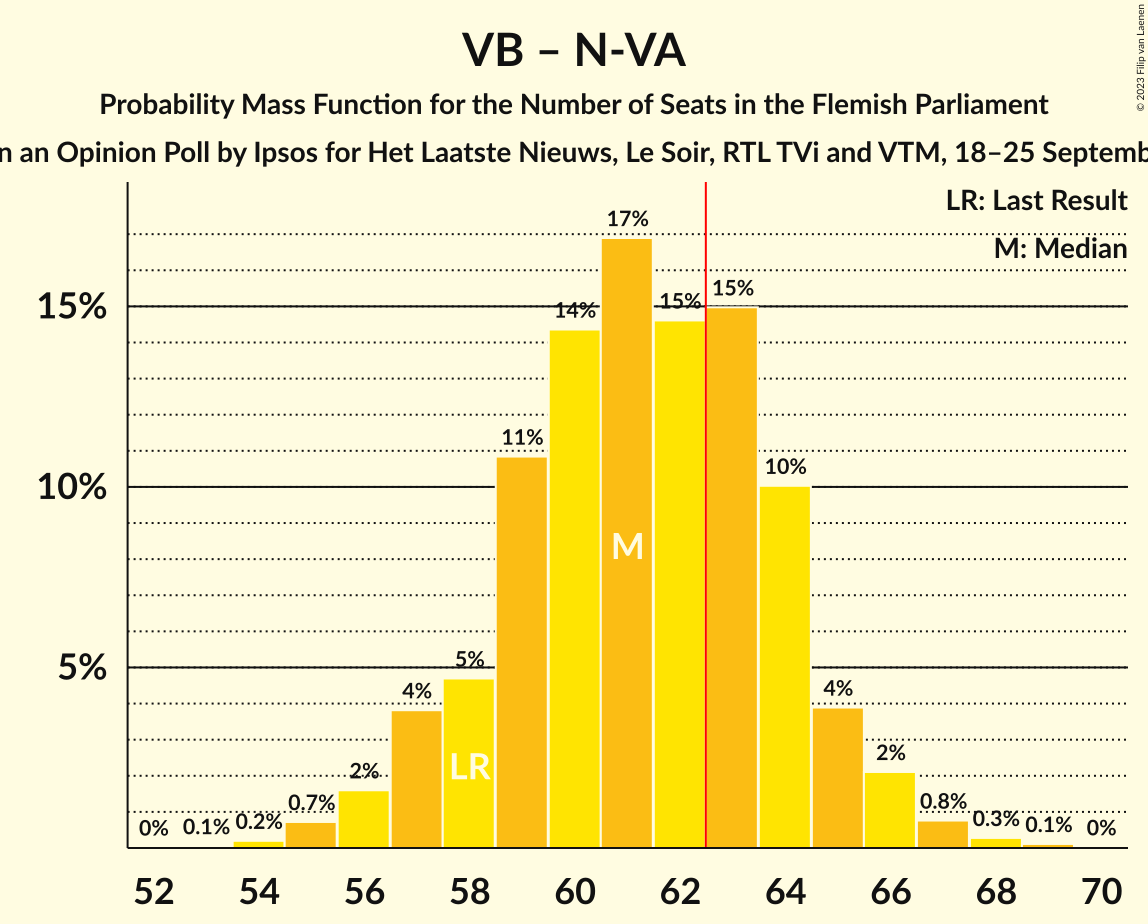 VB – N-VA
Probability Mass Function for the Number of Seats in the Flemish Parliament
n an Opinion Poll by Ipsos for Het Laatste Nieuws, Le Soir, RTL TVi and VTM, 18–25 Septemb
© 2023 Filip van Laenen
LR: Last Result
M: Median
17%
15%
15%
15%
14%
11%
10%
10%
M
5%
5%
4%
4%
LR
2%
2%
0%
0.1%
0.2%
0.7%
0.8%
0.3%
0.1%
0%
52 54 56 58 60 62 64 66 68 70